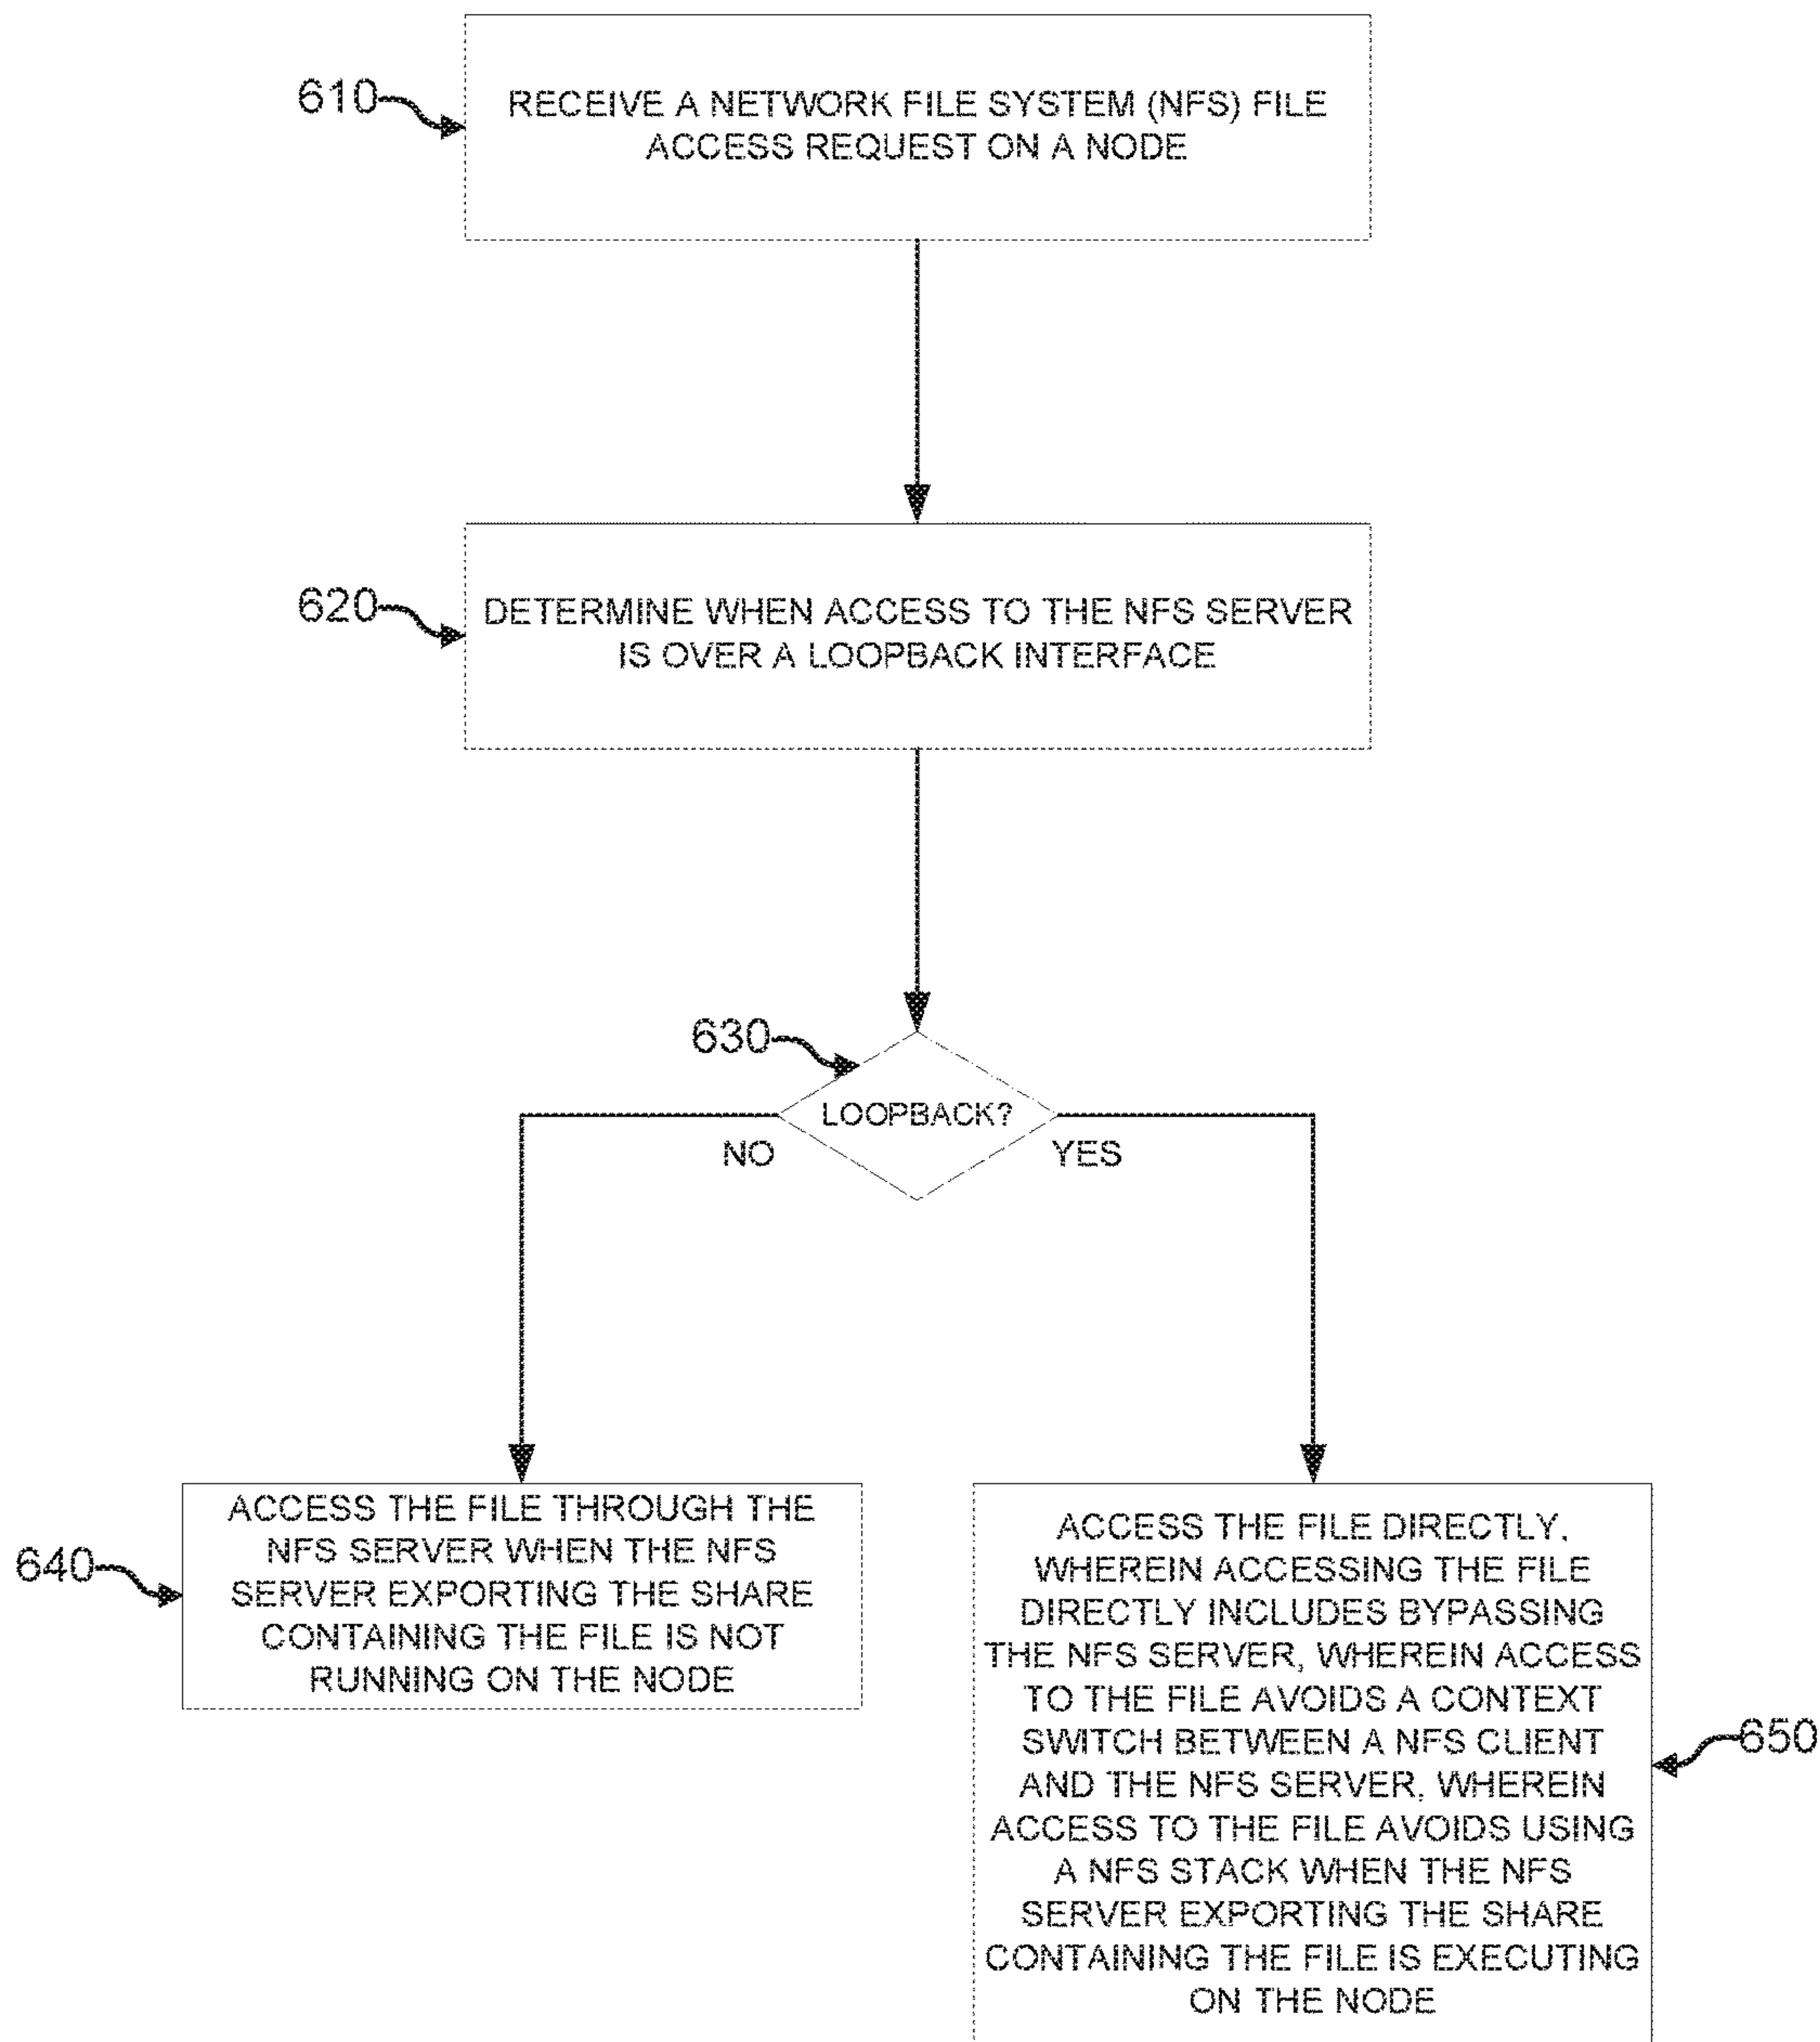 610
RECEIVE A NETWORK FILE SYSTEM (NFS) FILE
ACCESS REQUEST ON A NODE
620
DETERMINE WHEN ACCESS TO THE NFS SERVER
IS OVER A LOOPBACK INTERFACE
630
LOOPBACK?
NO
YES
640
ACCESS THE FILE THROUGH THE
NFS SERVER WHEN THE NFS
SERVER EXPORTING THE SHARE
CONTAINING THE FILE IS NOT
RUNNING ON THE NODE
ACCESS THE FILE DIRECTLY,
WHEREIN ACCESSING THE FILE
DIRECTLY INCLUDES BYPASSING
THE NFS SERVER, WHEREIN ACCESS
TO THE FILE AVOIDS A CONTEXT
SWITCH BETWEEN A NFS CLIENT
AND THE NFS SERVER, WHEREIN
ACCESS TO THE FILE AVOIDS USING
A NFS STACK WHEN THE NFS
SERVER EXPORTING THE SHARE
CONTAINING THE FILE IS EXECUTING
ON THE NODE
650